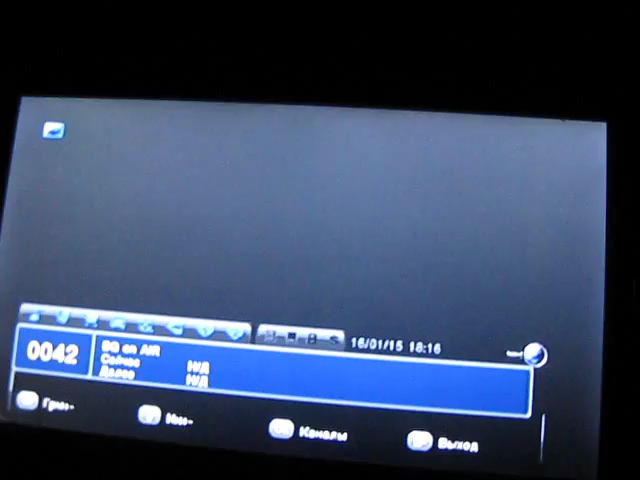 16/01/15 18:16
0042
BG on AIR
Сейчас Н/Д
Далее Н/Д
Каналы
Выход